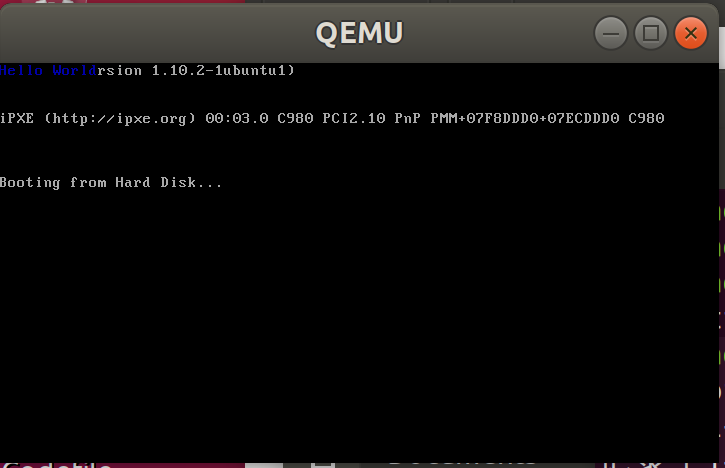 QEMU
Hello Worldrsion 1.10.2-1ubuntu1)
iPXE (http://ipxe.org) 00:03.0 C980 PCI2.10 PnP PMM+07F8DDD0+07ECDDD0 C980
Booting from Hard Disk...